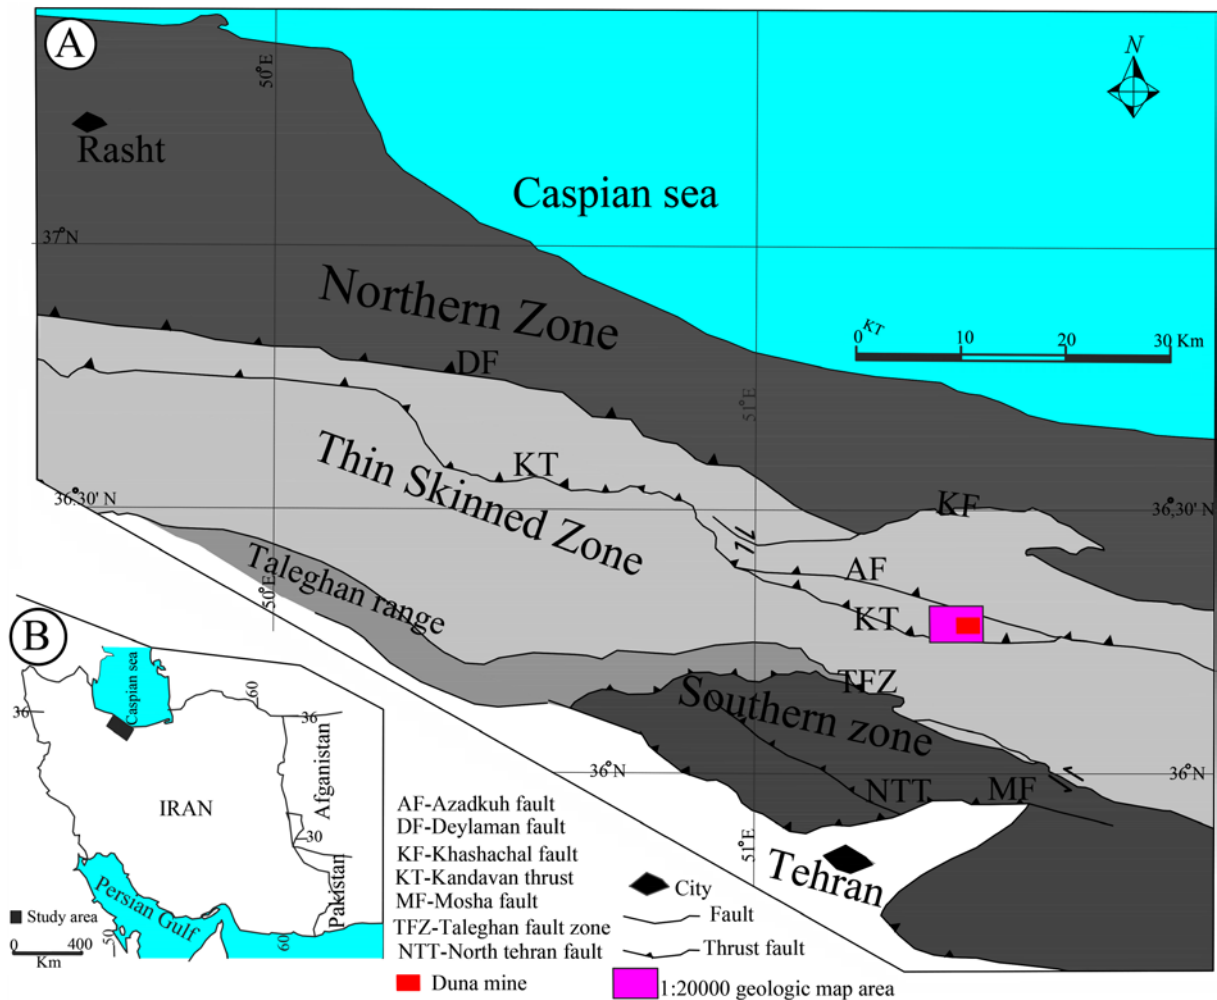 A
N
50°E
Rasht
Caspian sea
37°N
Northern Zone
KT
0 10 20 30 Km
DF
51°E
Thin Skinned Zone
KT
36°30' N
KF
36,30' N
Taleghan range
50°E
AF
KT
TFZ
Southern zone
36°N
NTT
MF
36°N
51°E
Tehran
B
Caspian sea
60
36
36
Afganistan
IRAN
30
Pakistan
Persian Gulf
Study area
0 400
Km
50
60
AF-Azadkuh fault
DF-Deylaman fault
KF-Khashachal fault
KT-Kandavan thrust
MF-Mosha fault
TFZ-Taleghan fault zone
NTT-North tehran fault
Duna mine
City
Fault
Thrust fault
1:20000 geologic map area